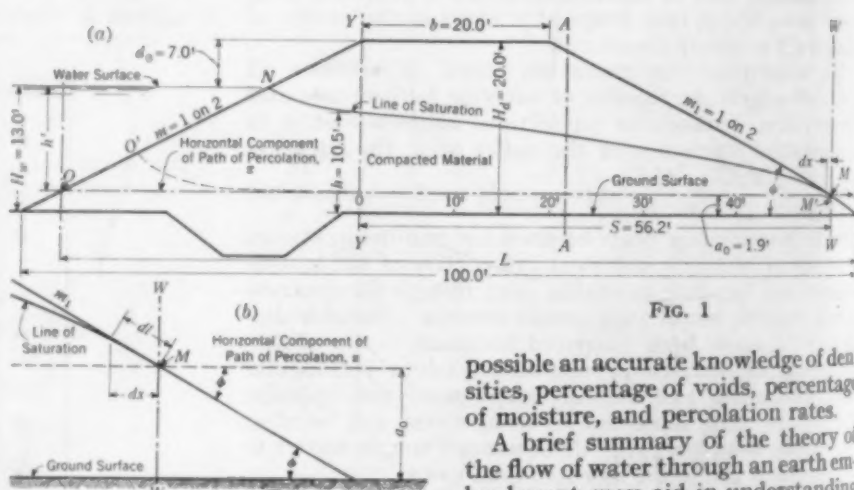 (a)
Y
b=20.0'
A
W
d₀=7.0'
Water Surface
N
Line of Saturation
H_d=20.0'
m₁=1 on 2
m=1 on 2
H_w=13.0'
h'
O'
O
Horizontal Component
of Path of Percolation,
x
h=10.5'
Compacted Material
Ground Surface
dx
ϕ
M
M'
0
10'
20'
30'
40'
S=56.2'
a₀=1.9'
Y
A
W
L
100.0'
(b)
W
m₁
Line of
Saturation
dl
M
Horizontal Component
of Path of Percolation, x
dx
ϕ
a₀
Ground Surface
ϕ
FIG. 1
possible an accurate knowledge of den
sities, percentage of voids, percentage
of moisture, and percolation rates.
A brief summary of the theory of
the flow of water through an earth em-